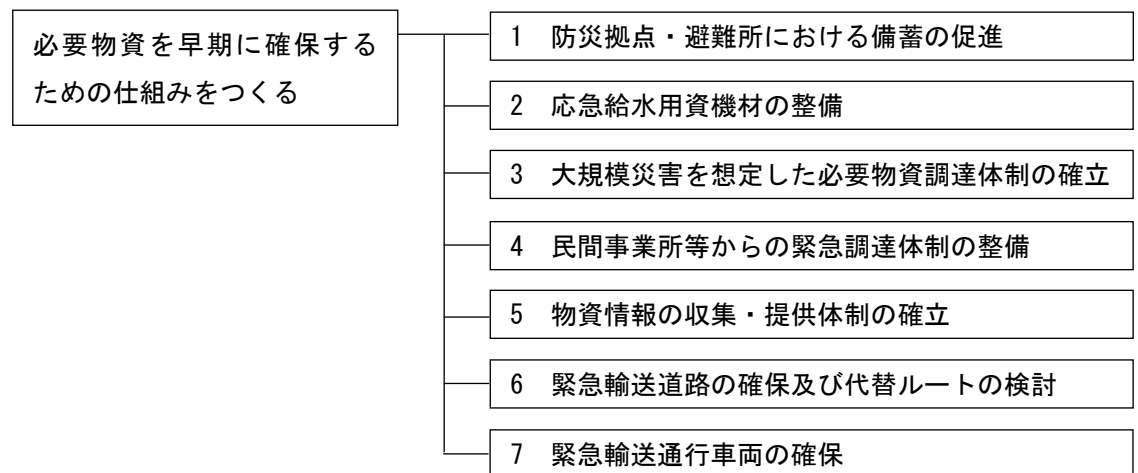 必要物資を早期に確保する
ための仕組みをつくる
1 防災拠点・避難所における備蓄の促進
2 応急給水用資機材の整備
3 大規模災害を想定した必要物資調達体制の確立
4 民間事業所等からの緊急調達体制の整備
5 物資情報の収集・提供体制の確立
6 緊急輸送道路の確保及び代替ルートの検討
7 緊急輸送通行車両の確保